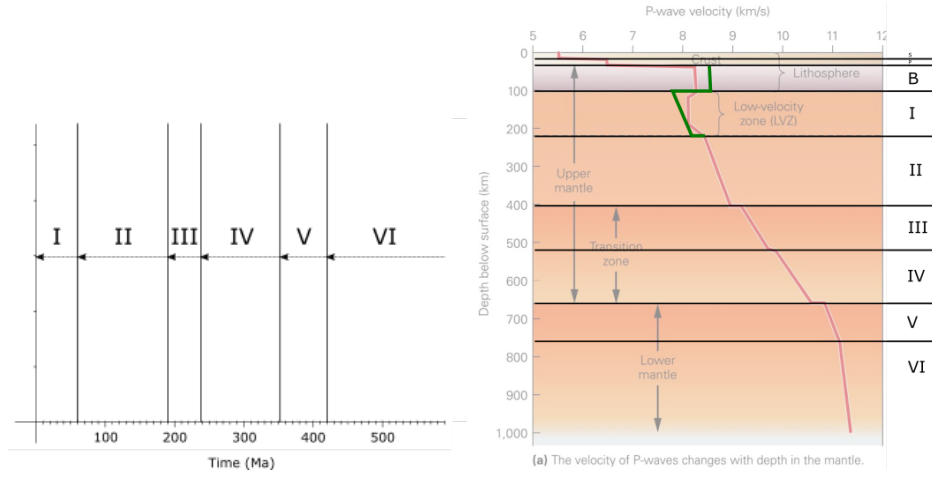 I II III IV V VI
100 200 300 400 500
Time (Ma)
P-wave velocity (km/s)
5 6 7 8 9 10 11 12
0
100
200
300
400
500
600
700
800
900
1,000
Depth below surface (km)
Crust
Lithosphere
Low-velocity
zone (LVZ)
Upper
mantle
Transition
zone
Lower
mantle
B
I
II
III
IV
V
VI
(a) The velocity of P-waves changes with depth in the mantle.